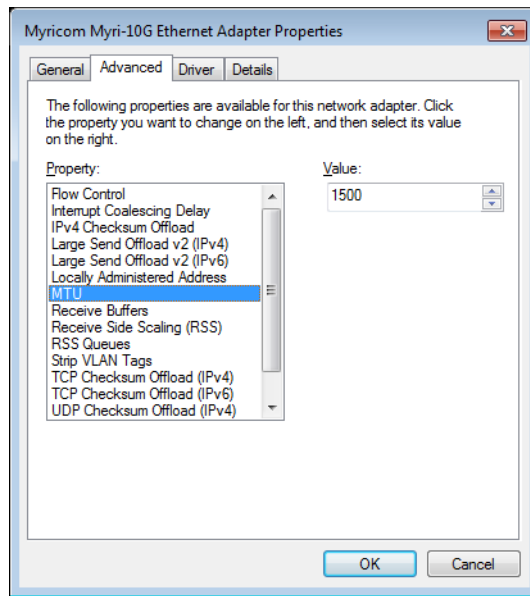 Myricom Myri-10G Ethernet Adapter Properties
General Advanced Driver Details
The following properties are available for this network adapter. Click
the property you want to change on the left, and then select its value
on the right.
Property:
Value:
Flow Control
Interrupt Coalescing Delay
IPv4 Checksum Offload
Large Send Offload v2 (IPv4)
Large Send Offload v2 (IPv6)
Locally Administered Address
MTU
Receive Buffers
Receive Side Scaling (RSS)
RSS Queues
Strip VLAN Tags
TCP Checksum Offload (IPv4)
TCP Checksum Offload (IPv6)
UDP Checksum Offload (IPv4)
1500
OK Cancel